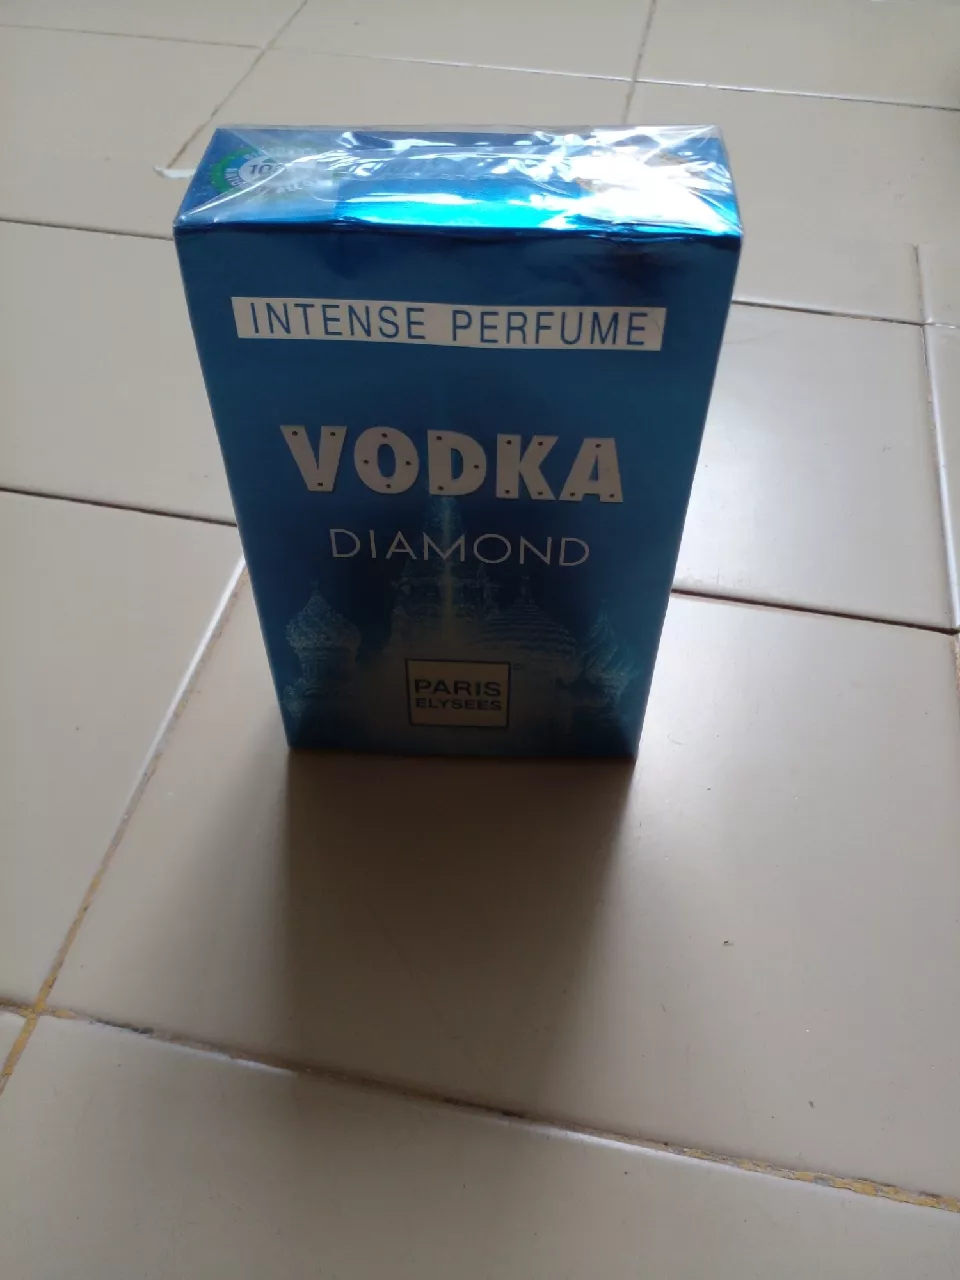 INTENSE PERFUME
VODKA
DIAMOND
PARIS
ELYSEES